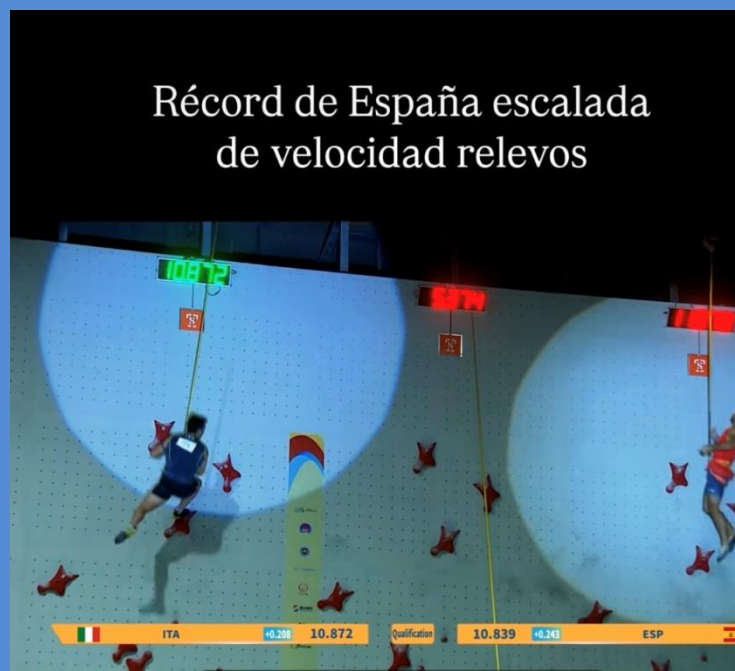 Récord de España escalada
de velocidad relevos
10.872
ITA +0.208 10.872 Qualification 10.839 +0.243 ESP